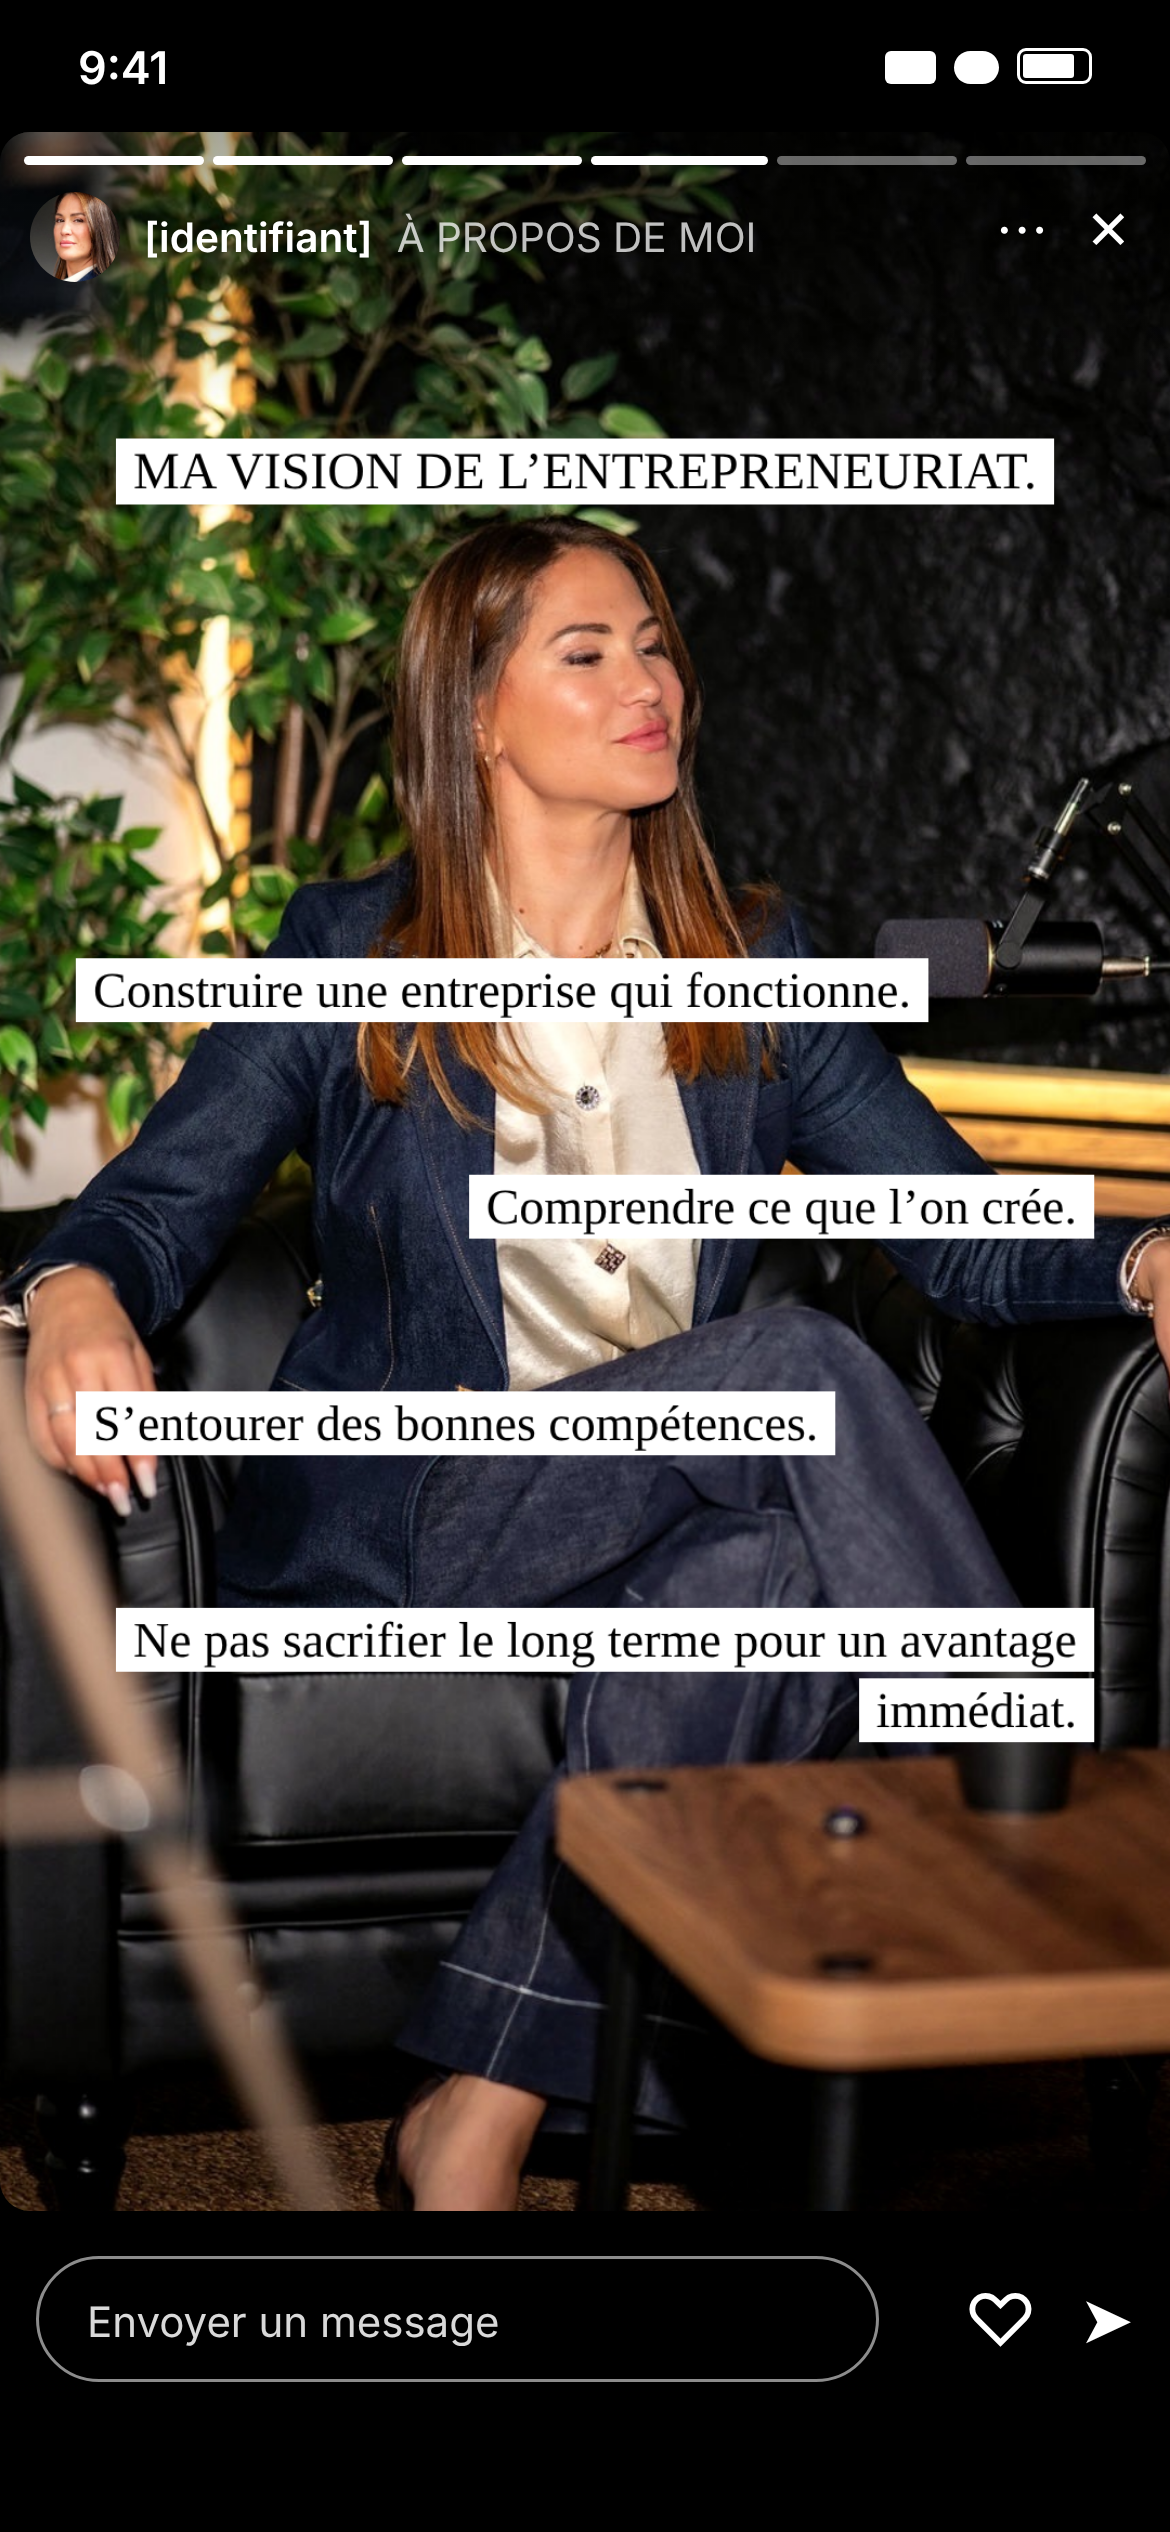 9:41
[identifiant] À PROPOS DE MOI
MA VISION DE L’ENTREPRENEURIAT.
Construire une entreprise qui fonctionne.
Comprendre ce que l’on crée.
S’entourer des bonnes compétences.
Ne pas sacrifier le long terme pour un avantage
immédiat.
Envoyer un message